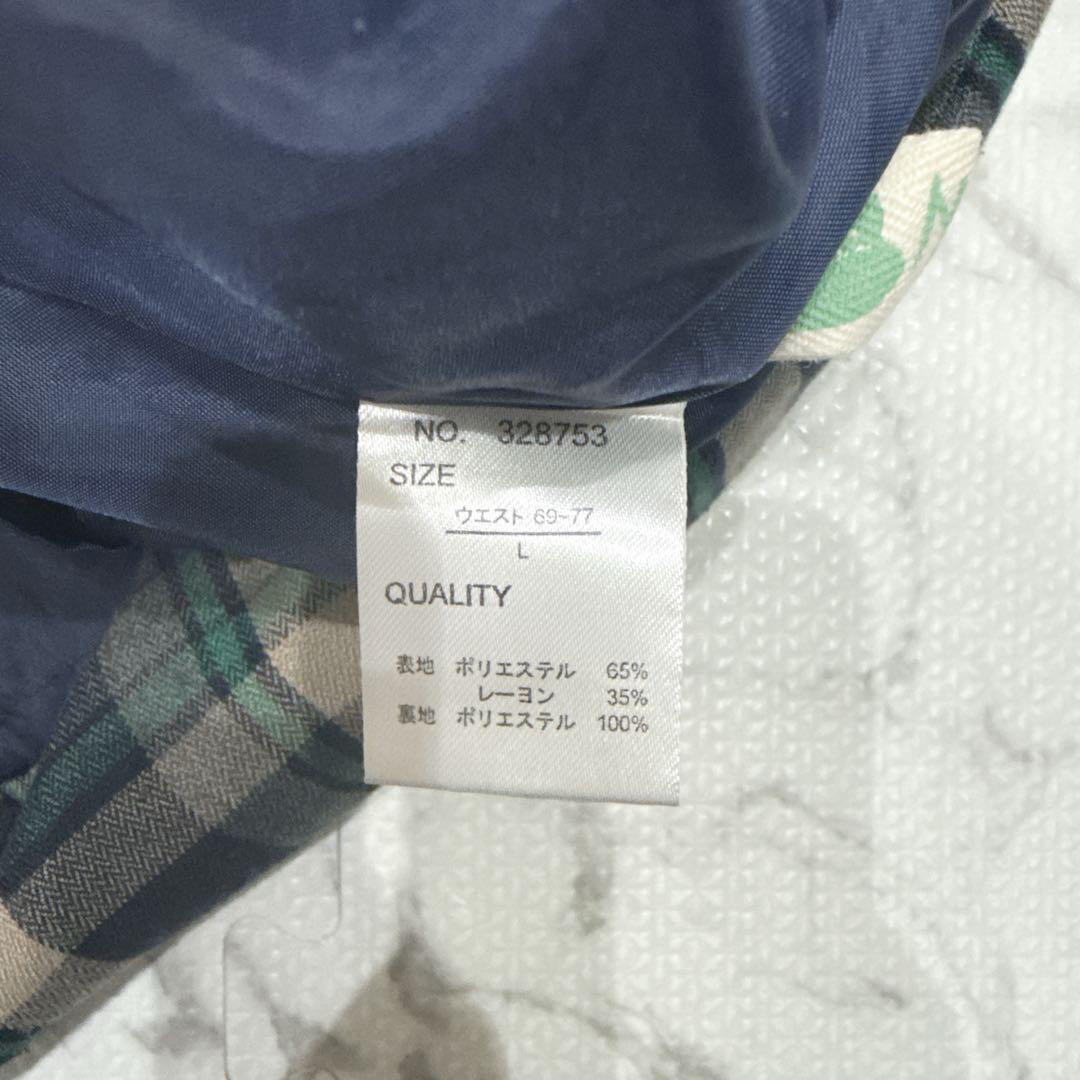 NO. 328753
SIZE
ウエスト 69~77
L
QUALITY
表地 ポリエステル 65%
レーヨン 35%
裏地 ポリエステル 100%